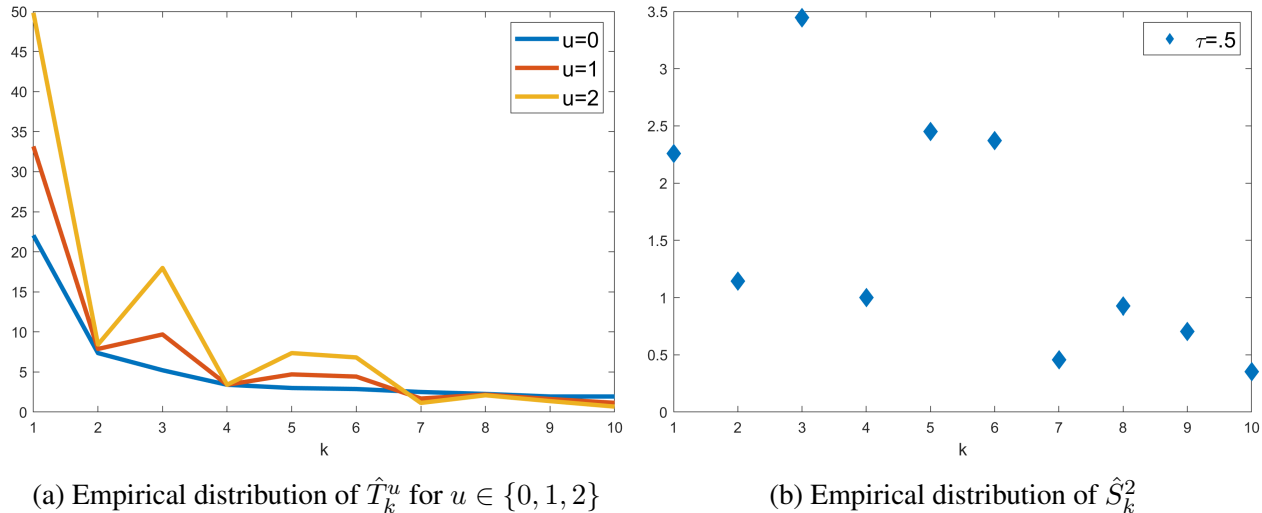 50
45
40
35
30
25
20
15
10
5
0
1 2 3 4 5 6 7 8 9 10
k
u=0
u=1
u=2
3.5
3
2.5
2
1.5
1
0.5
0
1 2 3 4 5 6 7 8 9 10
k
τ=.5
(a) Empirical distribution of T̂ᵘₖ for u ∈ {0, 1, 2}
(b) Empirical distribution of Ŝ²ₖ